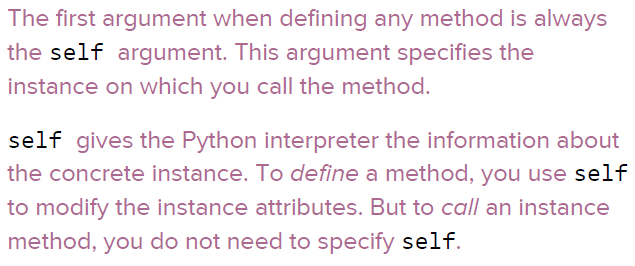 The first argument when defining any method is always
the self argument. This argument specifies the
instance on which you call the method.
self gives the Python interpreter the information about
the concrete instance. To define a method, you use self
to modify the instance attributes. But to call an instance
method, you do not need to specify self.